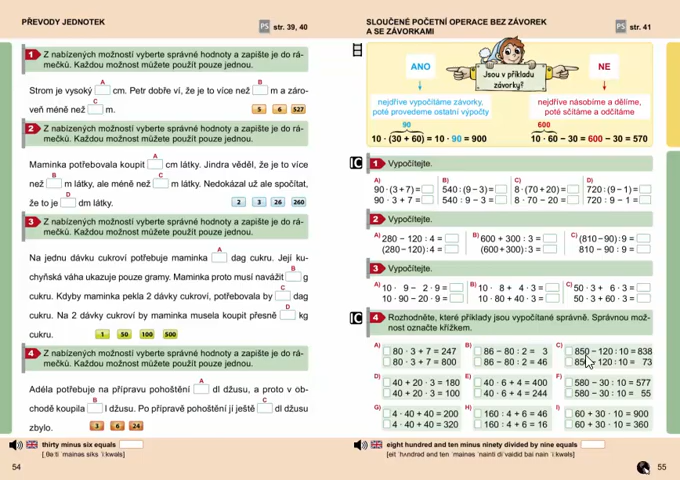 PŘEVODY JEDNOTEK
PS str. 39, 40
1 Z nabízených možností vyberte správné hodnoty a zapište je do rá-
mečků. Každou možnost můžete použít pouze jednou.
A B
Strom je vysoký cm. Petr dobře ví, že je to více než m a záro-
C
veň méně než m.
5 6 527
2 Z nabízených možností vyberte správné hodnoty a zapište je do rá-
mečků. Každou možnost můžete použít pouze jednou.
A
Maminka potřebovala koupit cm látky. Jindra věděl, že je to více
B C
než m látky, ale méně než m látky. Nedokázal už ale spočítat,
D
že to je dm látky.
2 3 26 260
3 Z nabízených možností vyberte správné hodnoty a zapište je do rá-
mečků. Každou možnost můžete použít pouze jednou.
A
Na jednu dávku cukroví potřebuje maminka dag cukru. Její ku-
B
chyňská váha ukazuje pouze gramy. Maminka proto musí navážit g
C
cukru. Kdyby maminka pekla 2 dávky cukroví, potřebovala by dag
D
cukru. Na 2 dávky cukroví by maminka musela koupit přesně kg
cukru.
1 50 100 500
4 Z nabízených možností vyberte správné hodnoty a zapište je do rá-
mečků. Každou možnost můžete použít pouze jednou.
A
Adéla potřebuje na přípravu pohoštění dl džusu, a proto v ob-
B C
chodě koupila l džusu. Po přípravě pohoštění jí ještě dl džusu
zbylo.
3 6 24
thirty minus six equals
54
SLOUČENÉ POČETNÍ OPERACE BEZ ZÁVOREK
A SE ZÁVORKAMI
PS str. 41
ANO
Jsou v příkladu
závorky?
NE
nejdříve vypočítáme závorky,
poté provedeme ostatní výpočty
nejdříve násobíme a dělíme,
poté sčítáme a odčítáme
90
10 · (30 + 60) = 10 · 90 = 900
600
10 · 60 – 30 = 600 – 30 = 570
1 Vypočítejte.
A) B) C) D)
90 · (3 + 7) = 540 : (9 – 3) = 8 · (70 + 20) = 720 : (9 – 1) =
90 · 3 + 7 = 540 : 9 – 3 = 8 · 70 – 20 = 720 : 9 – 1 =
2 Vypočítejte.
A) 280 – 120 : 4 = B) 600 + 300 : 3 = C) (810 – 90) : 9 =
(280 – 120) : 4 = (600 + 300) : 3 = 810 – 90 : 9 =
3 Vypočítejte.
A) 10 · 9 – 2 · 9 = B) 10 · 8 + 4 · 3 = C) 50 · 3 + 6 · 3 =
10 · 90 – 20 · 9 = 10 · 80 + 40 · 3 = 50 · 3 + 60 · 3 =
4 Rozhodněte, které příklady jsou vypočítané správně. Správnou mož-
nost označte křížkem.
A) 80 · 3 + 7 = 247 B) 86 – 80 : 2 = 3 C) 850 – 120 : 10 = 838
80 · 3 + 7 = 800 86 – 80 : 2 = 46 850 – 120 : 10 = 73
D) 40 + 20 · 3 = 180 E) 40 · 6 + 4 = 400 F) 580 – 30 : 10 = 577
40 + 20 · 3 = 100 40 · 6 + 4 = 244 580 – 30 : 10 = 55
G) 4 · 40 + 40 = 200 H) 160 : 4 + 6 = 46 I) 60 + 30 · 10 = 900
4 · 40 + 40 = 320 160 : 4 + 6 = 16 60 + 30 · 10 = 360
eight hundred and ten minus ninety divided by nine equals
55